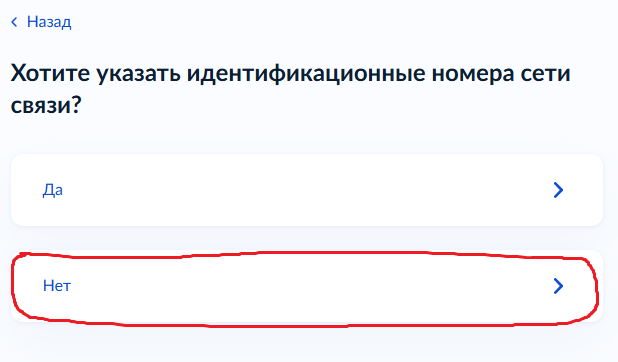 Назад
Хотите указать идентификационные номера сети
связи?
Да
Нет